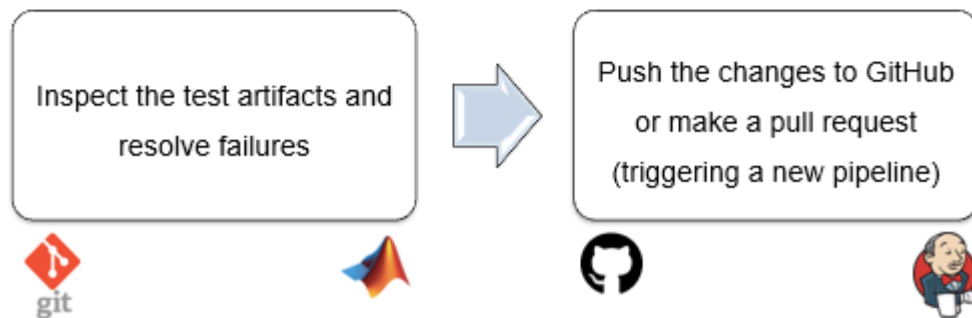 Inspect the test artifacts and
resolve failures
Push the changes to GitHub
or make a pull request
(triggering a new pipeline)
git